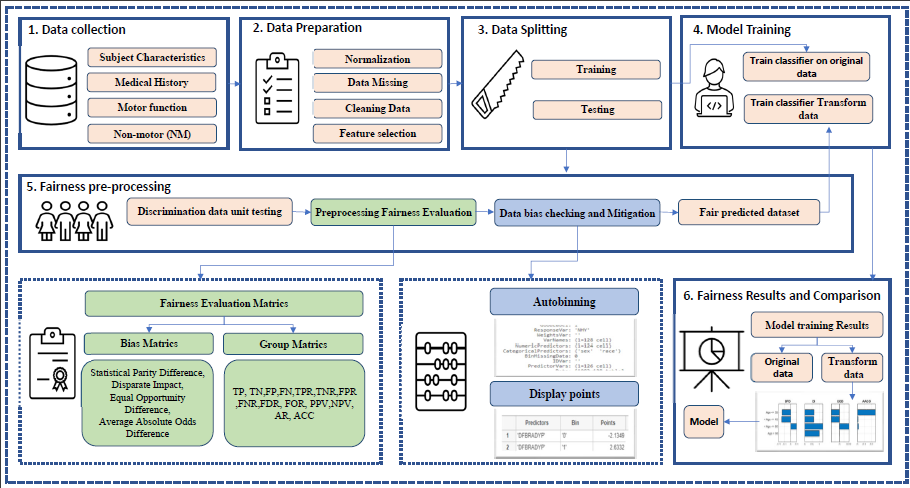 1. Data collection
Subject Characteristics
Medical History
Motor function
Non-motor (NM)
2. Data Preparation
Normalization
Data Missing
Cleaning Data
Feature selection
3. Data Splitting
Training
Testing
4. Model Training
Train classifier on original
data
Train classifier Transform
data
5. Fairness pre-processing
Discrimination data unit testing
Preprocessing Fairness Evaluation
Data bias checking and Mitigation
Fair predicted dataset
Fairness Evaluation Matrics
Bias Matrics
Statistical Parity Difference,
Disparate Impact,
Equal Opportunity
Difference,
Average Absolute Odds
Difference
Group Matrics
TP, TN,FP,FN,TPR,TNR,FPR
,FNR,FDR, FOR, PPV,NPV,
AR, ACC
Autobinning
ResponseVar: 'NHY'
WeightsVar: ''
VarNames: {1×128 cell}
NumericPredictors: {1×124 cell}
CategoricalPredictors: {'sex' 'race'}
BinMissingData: 0
IDVar: ''
PredictorVars: {1×126 cell}
Display points
Predictors Bin Points
1 'DFBRADYP' '0' -2.1349
2 'DFBRADYP' '1' 2.6332
6. Fairness Results and Comparison
Model training Results
Original
data
Transform
data
Model